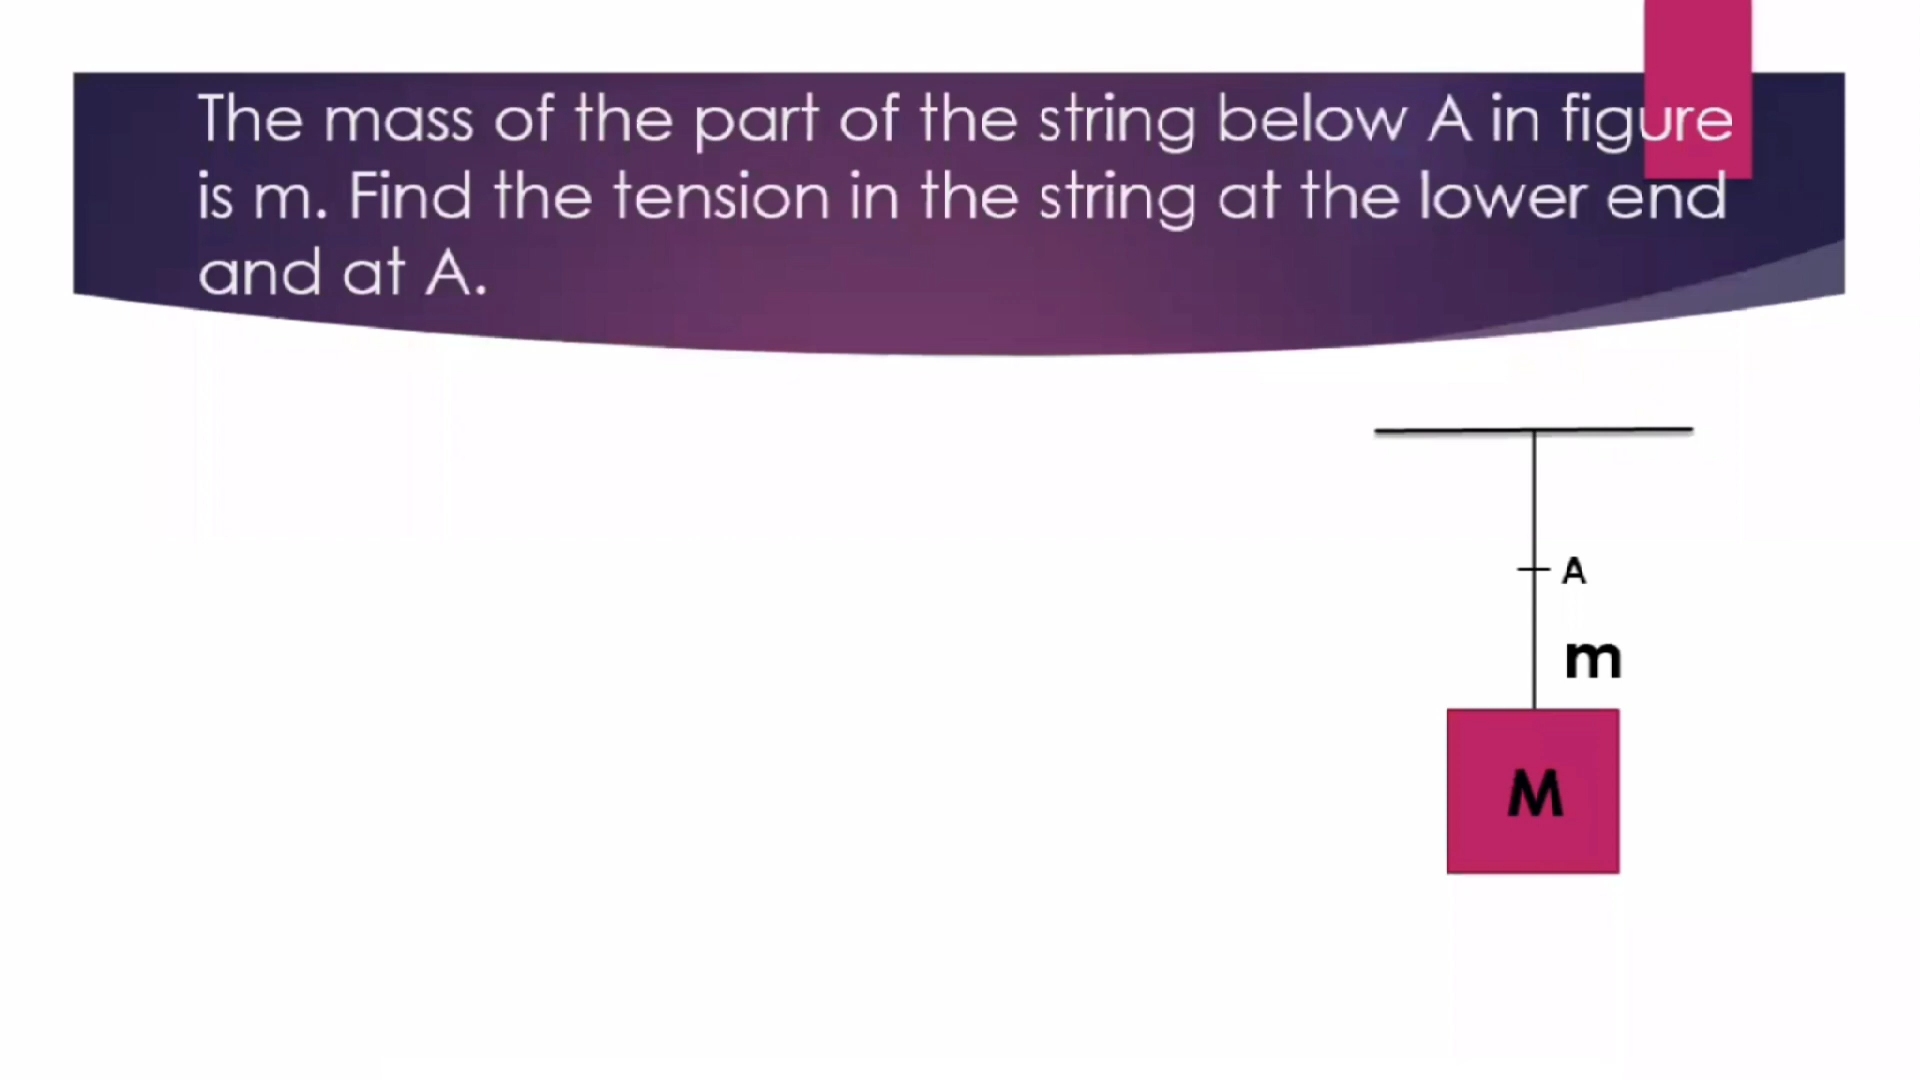 The mass of the part of the string below A in figure
is m. Find the tension in the string at the lower end
and at A.
A
m
M